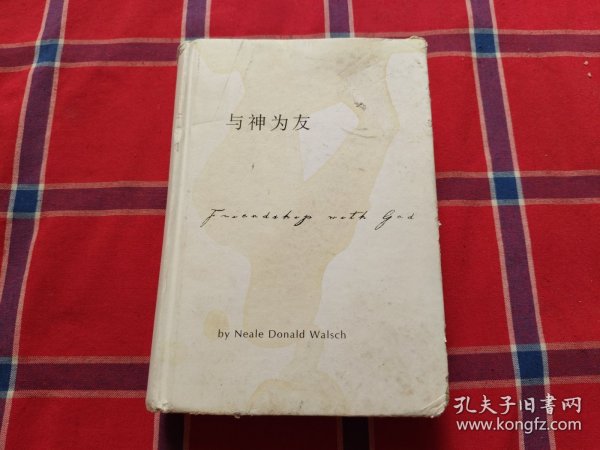 与神为友
Friendship with God
by Neale Donald Walsch
孔夫子旧书网
www.kongfz.com